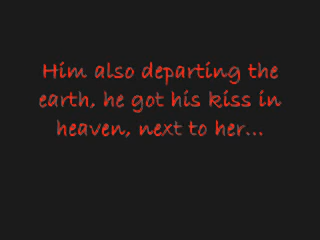 Him also departing the
earth, he got his kiss in
heaven, next to her...